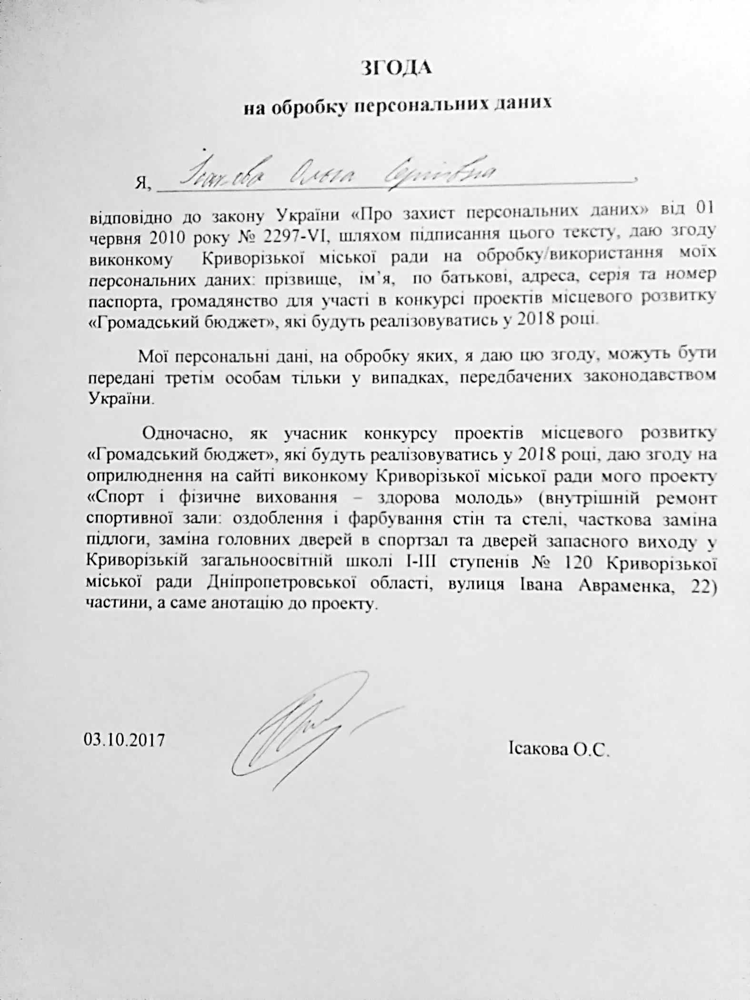 ЗГОДА
на обробку персональних даних
Я, Ісакова Ольга Сергіївна,
відповідно до закону України «Про захист персональних даних» від 01
червня 2010 року № 2297-VI, шляхом підписання цього тексту, даю згоду
виконкому Криворізької міської ради на обробку/використання моїх
персональних даних: прізвище, ім’я, по батькові, адреса, серія та номер
паспорта, громадянство для участі в конкурсі проектів місцевого розвитку
«Громадський бюджет», які будуть реалізовуватись у 2018 році.
Мої персональні дані, на обробку яких, я даю цю згоду, можуть бути
передані третім особам тільки у випадках, передбачених законодавством
України.
Одночасно, як учасник конкурсу проектів місцевого розвитку
«Громадський бюджет», які будуть реалізовуватись у 2018 році, даю згоду на
оприлюднення на сайті виконкому Криворізької міської ради мого проекту
«Спорт і фізичне виховання – здорова молодь» (внутрішній ремонт
спортивної зали: оздоблення і фарбування стін та стелі, часткова заміна
підлоги, заміна головних дверей в спортзал та дверей запасного виходу у
Криворізькій загальноосвітній школі І-ІІІ ступенів № 120 Криворізької
міської ради Дніпропетровської області, вулиця Івана Авраменка, 22)
частини, а саме анотацію до проекту.
03.10.2017 Ісакова О.С.